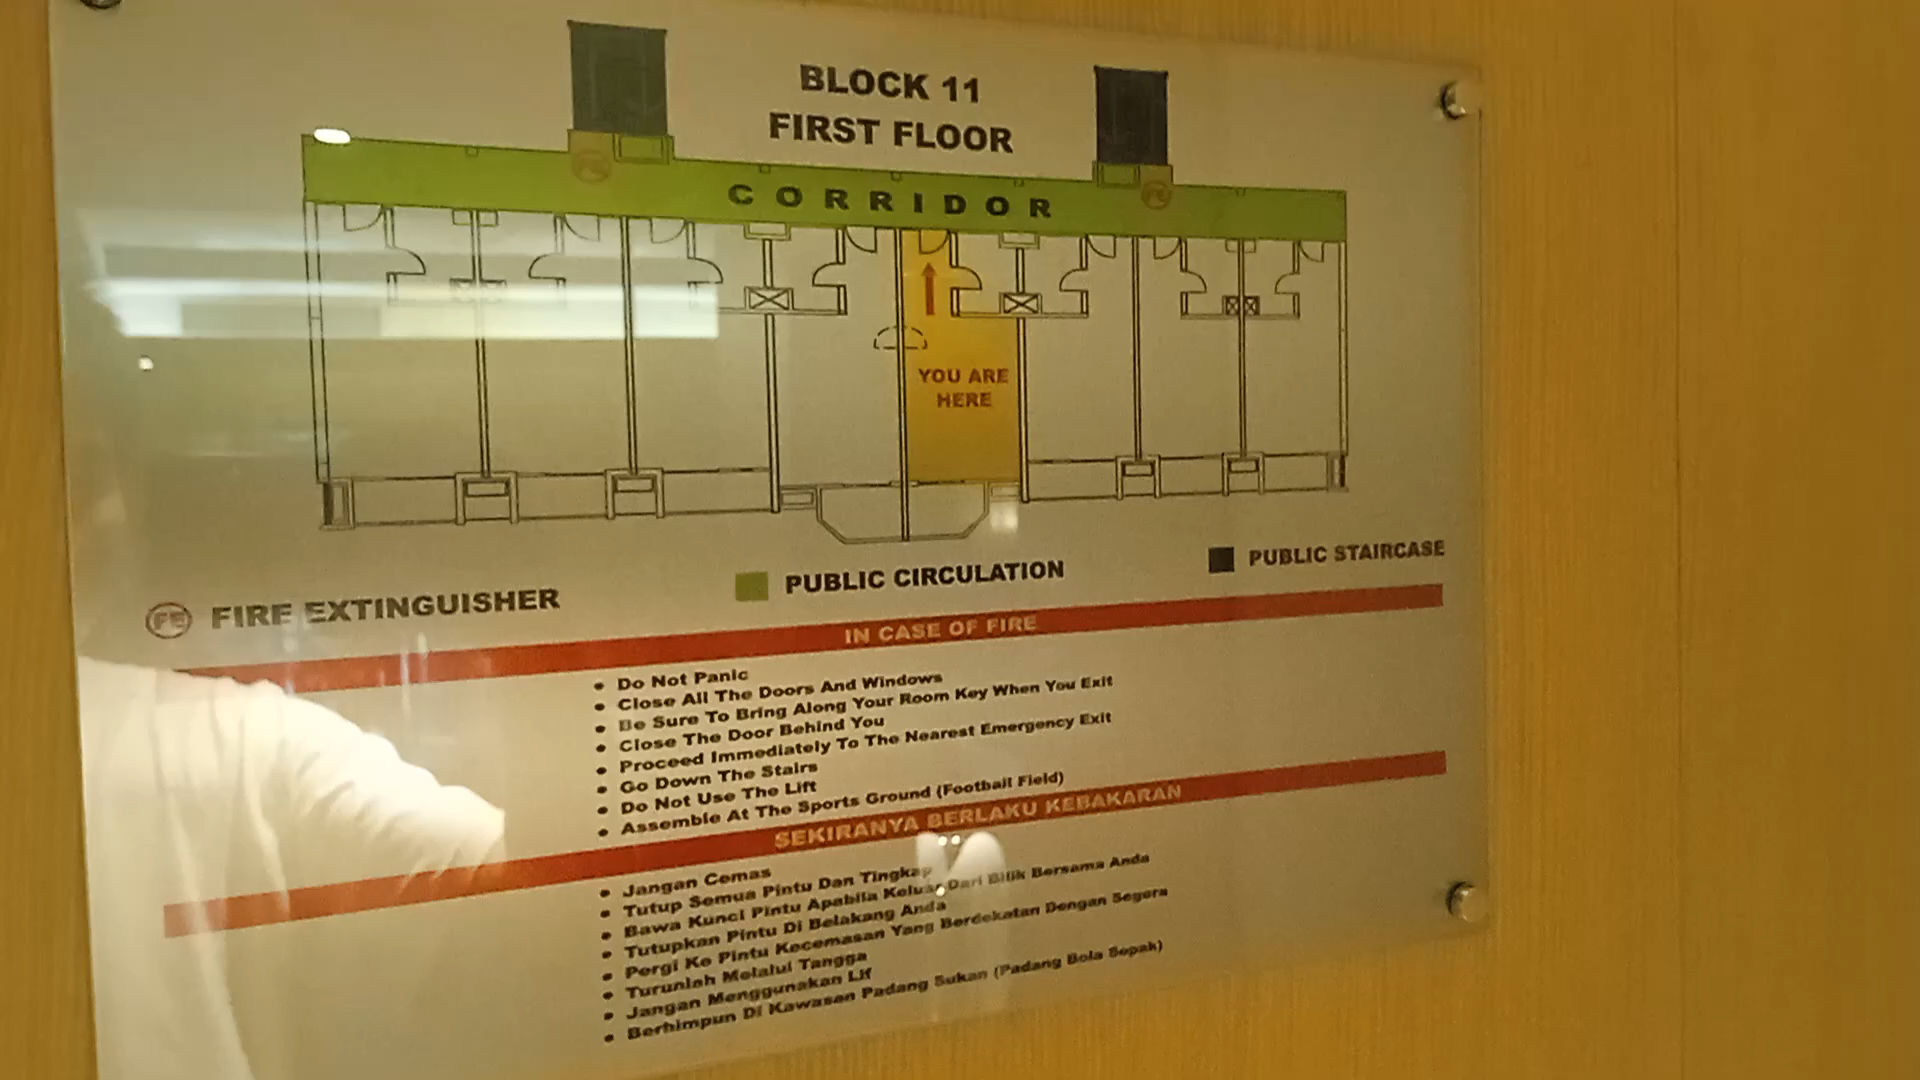 BLOCK 11
FIRST FLOOR
FE
FE
CORRIDOR
YOU ARE
HERE
FE FIRE EXTINGUISHER
PUBLIC CIRCULATION
PUBLIC STAIRCASE
IN CASE OF FIRE
• Do Not Panic
• Close All The Doors And Windows
• Be Sure To Bring Along Your Room Key When You Exit
• Close The Door Behind You
• Proceed Immediately To The Nearest Emergency Exit
• Go Down The Stairs
• Do Not Use The Lift
• Assemble At The Sports Ground (Football Field)
SEKIRANYA BERLAKU KEBAKARAN
• Jangan Cemas
• Tutup Semua Pintu Dan Tingkap
• Bawa Kunci Pintu Apabila Keluar Dari Bilik Bersama Anda
• Tutupkan Pintu Di Belakang Anda
• Pergi Ke Pintu Kecemasan Yang Berdekatan Dengan Segera
• Turunlah Melalui Tangga
• Jangan Menggunakan Lif
• Berhimpun Di Kawasan Padang Sukan (Padang Bola Sepak)